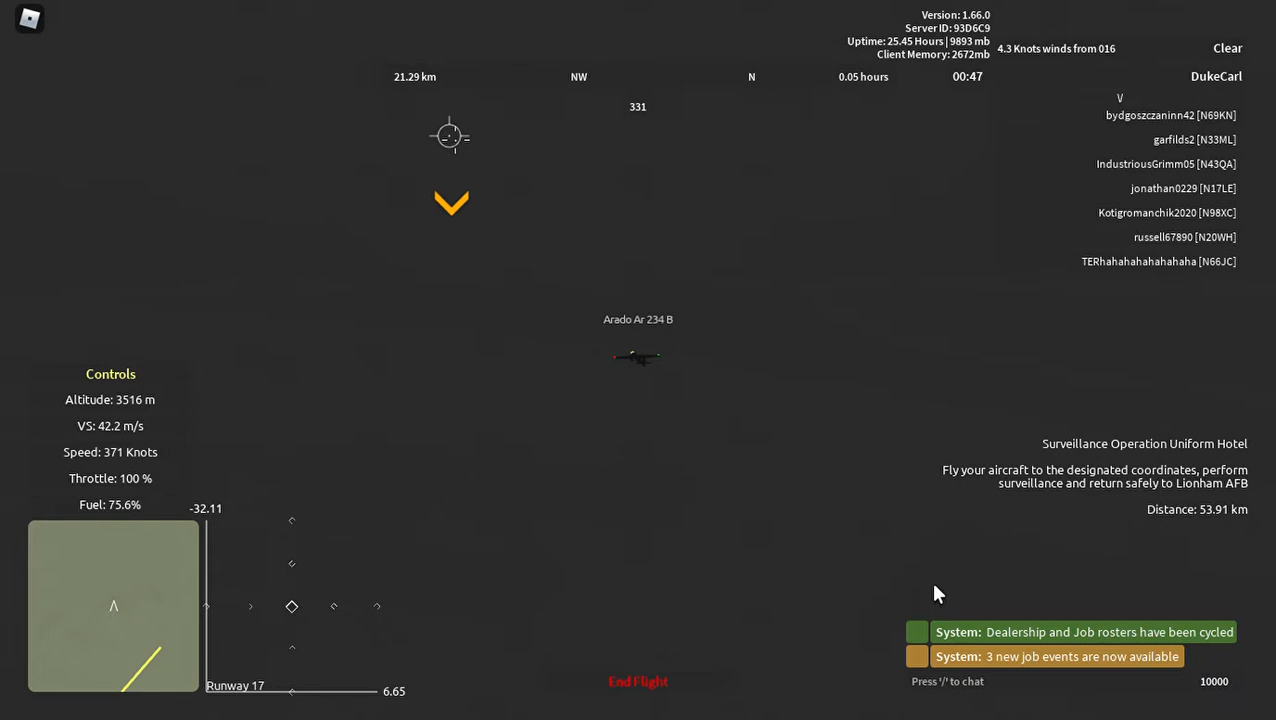 Version: 1.66.0
Server ID: 93D6C9
Uptime: 25.45 Hours | 9893 mb
Client Memory: 2672mb
4.3 Knots winds from 016
Clear
21.29 km
NW
N
0.05 hours
00:47
DukeCarl
331
bydgoszczaninn42 [N69KN]
garfilds2 [N33ML]
IndustriousGrimm05 [N43QA]
jonathan0229 [N17LE]
Kotigromanchik2020 [N98XC]
russell67890 [N20WH]
TERhahahahahahahaha [N66JC]
Arado Ar 234 B
Controls
Altitude: 3516 m
VS: 42.2 m/s
Speed: 371 Knots
Throttle: 100 %
Fuel: 75.6%
-32.11
Runway 17
6.65
Surveillance Operation Uniform Hotel
Fly your aircraft to the designated coordinates, perform
surveillance and return safely to Lionham AFB
Distance: 53.91 km
System: Dealership and Job rosters have been cycled
System: 3 new job events are now available
Press '/' to chat
10000
End Flight